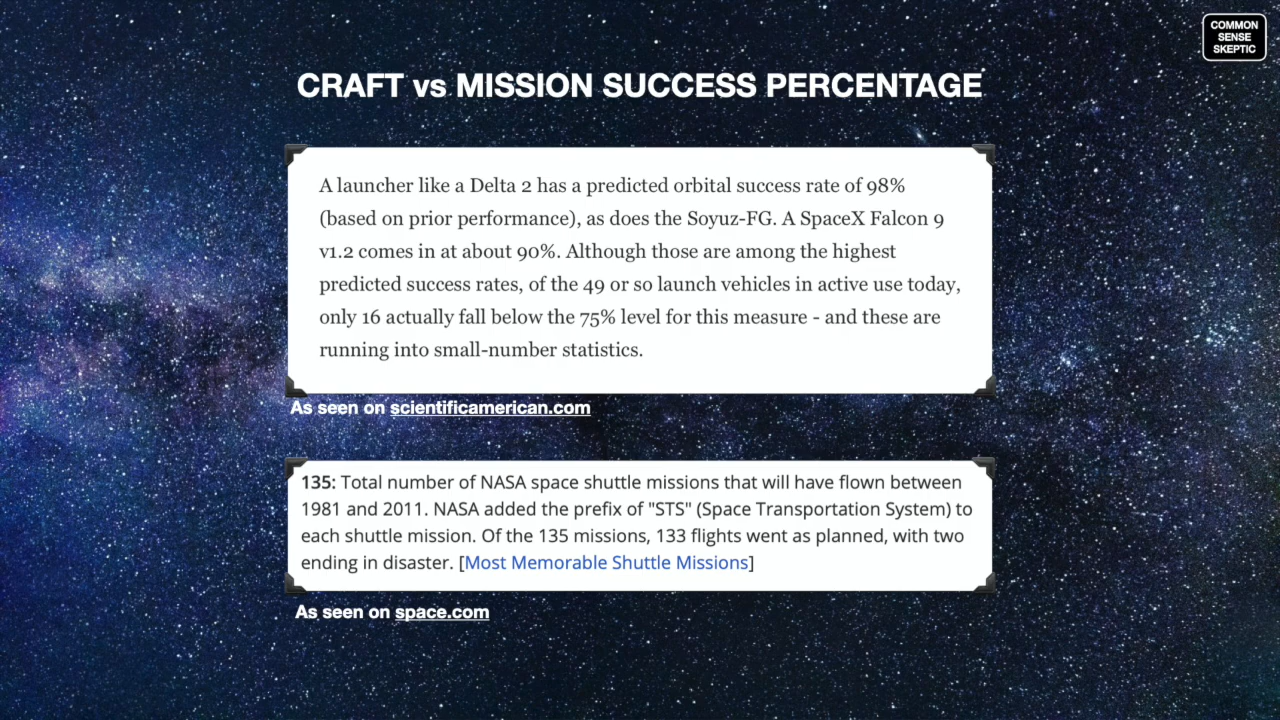 COMMON
SENSE
SKEPTIC
CRAFT vs MISSION SUCCESS PERCENTAGE
A launcher like a Delta 2 has a predicted orbital success rate of 98%
(based on prior performance), as does the Soyuz-FG. A SpaceX Falcon 9
v1.2 comes in at about 90%. Although those are among the highest
predicted success rates, of the 49 or so launch vehicles in active use today,
only 16 actually fall below the 75% level for this measure - and these are
running into small-number statistics.
As seen on scientificamerican.com
135: Total number of NASA space shuttle missions that will have flown between
1981 and 2011. NASA added the prefix of "STS" (Space Transportation System) to
each shuttle mission. Of the 135 missions, 133 flights went as planned, with two
ending in disaster. [Most Memorable Shuttle Missions]
As seen on space.com